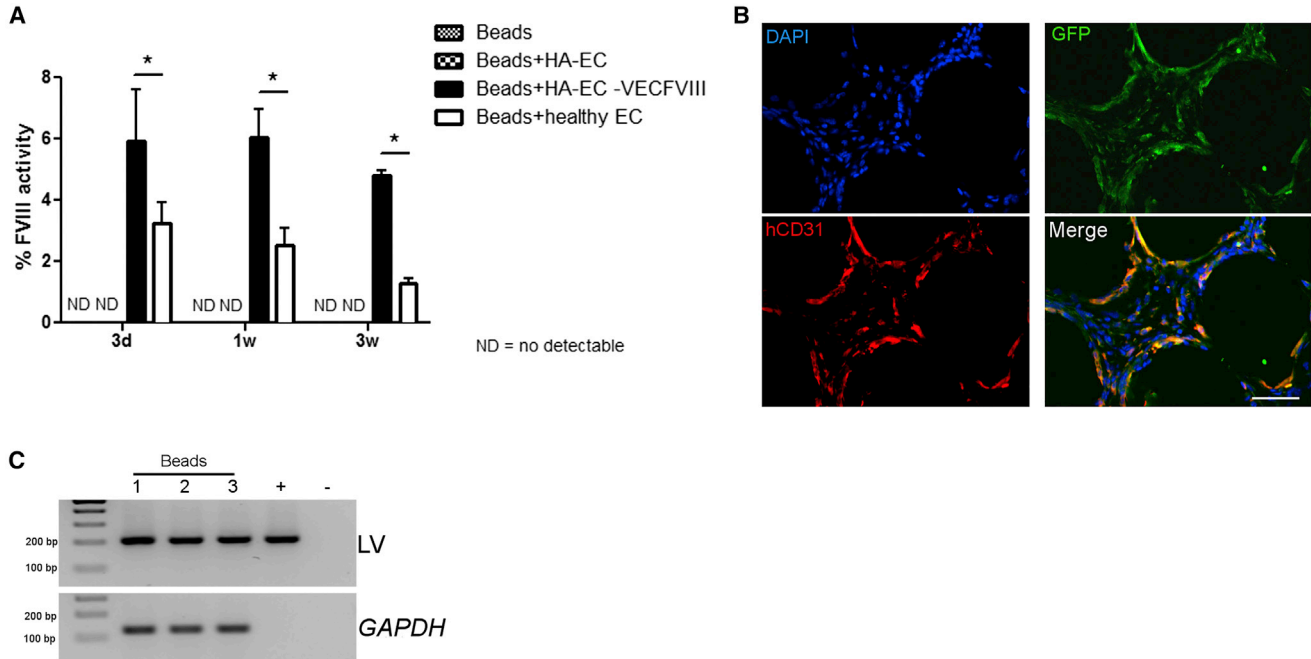 A
Beads
Beads+HA-EC
Beads+HA-EC -VECFVIII
Beads+healthy EC
% FVIII activity
8
6
4
2
0
*
*
*
ND ND
ND ND
ND ND
3d
1w
3w
ND = no detectable
B
DAPI
GFP
hCD31
Merge
C
Beads
1 2 3 + -
200 bp
100 bp
LV
200 bp
100 bp
GAPDH